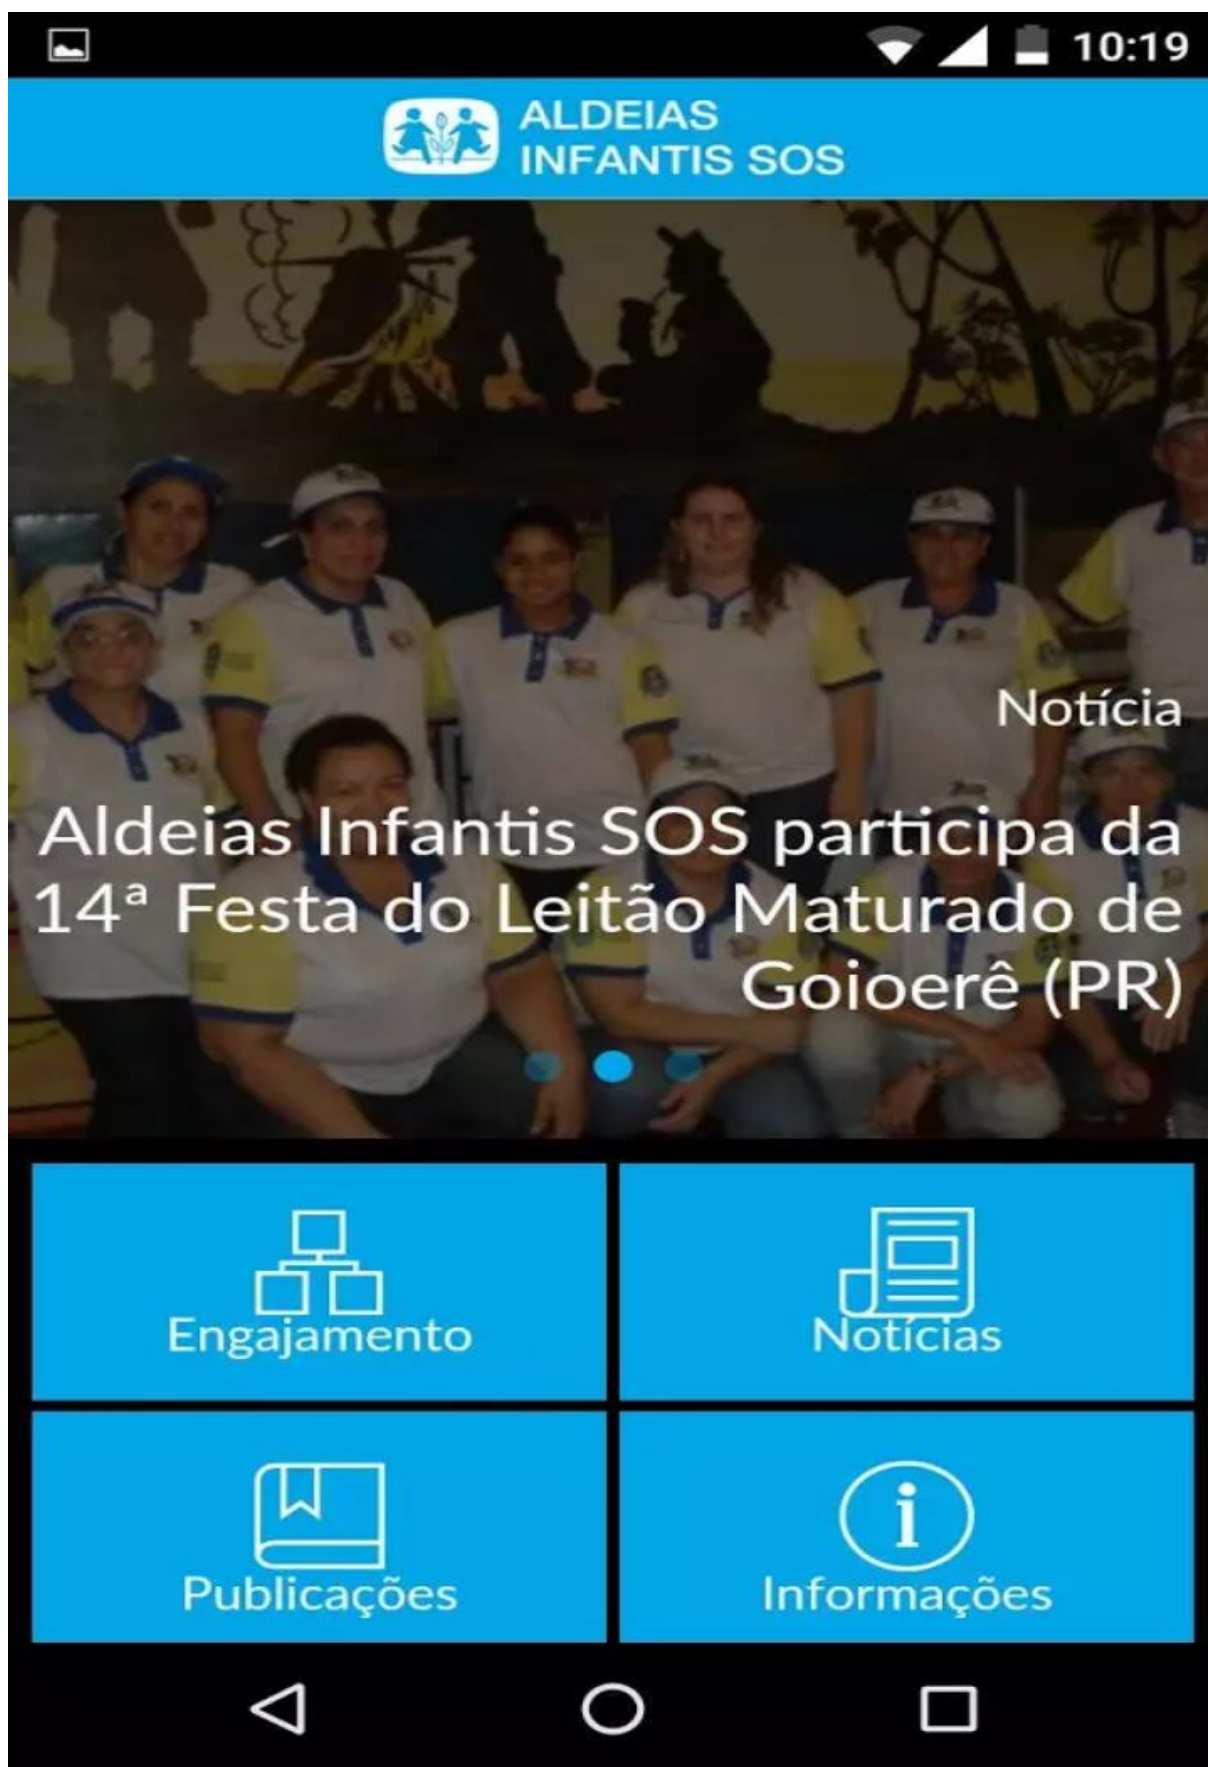 10:19
ALDEIAS
INFANTIS SOS
Notícia
Aldeias Infantis SOS participa da
14ª Festa do Leitão Maturado de
Goioerê (PR)
Engajamento
Notícias
Publicações
Informações